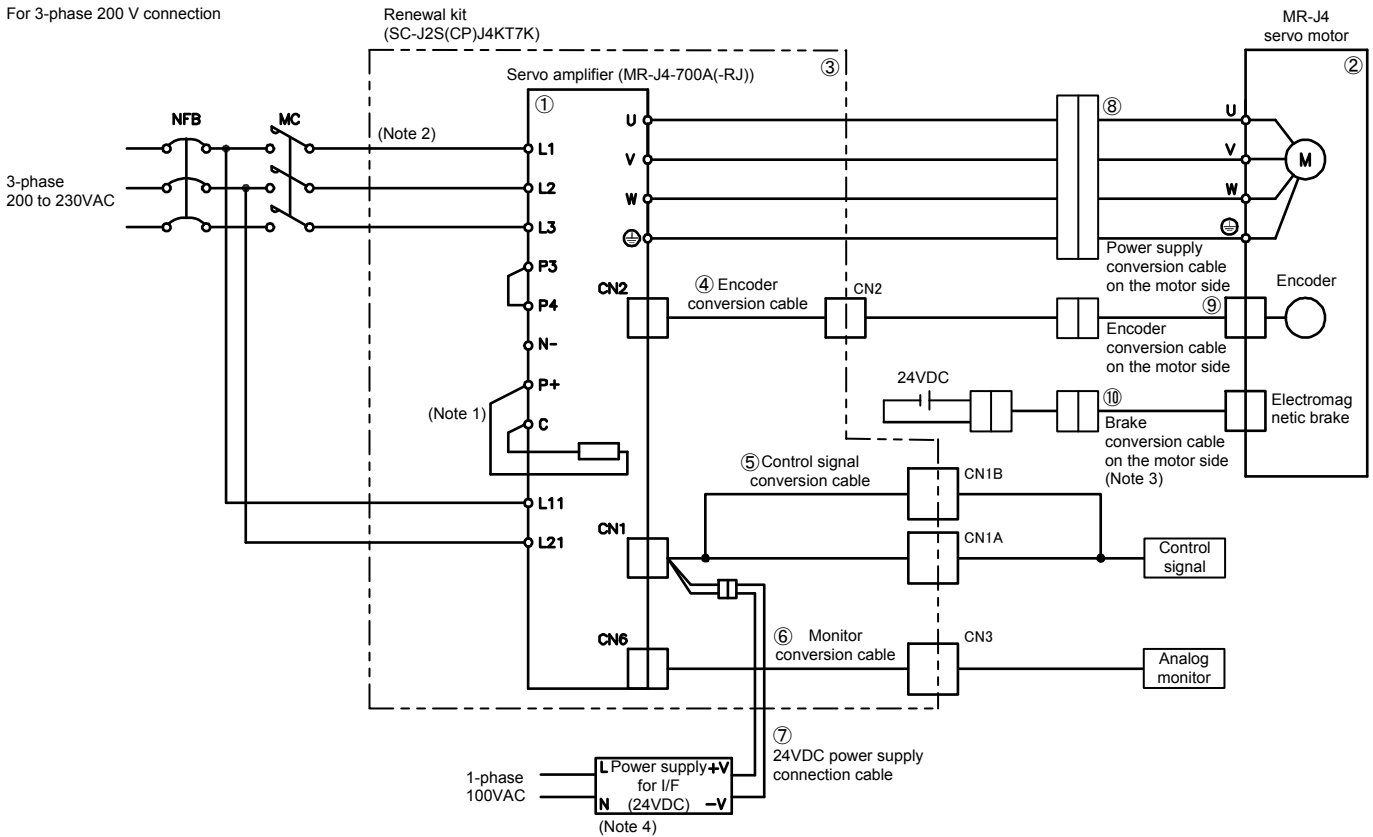 For 3-phase 200 V connection
Renewal kit
(SC-J2S(CP)J4KT7K)
MR-J4
servo motor
③
②
Servo amplifier (MR-J4-700A(-RJ))
①
⑧
NFB
MC
(Note 2)
L1
L2
L3
U
V
W
U
V
W
M
3-phase
200 to 230VAC
P3
P4
N-
P+
C
(Note 1)
L11
L21
Power supply
conversion cable
on the motor side
CN2
④ Encoder
conversion cable
CN2
⑨
Encoder
Encoder
conversion cable
on the motor side
24VDC
⑩
Brake
conversion cable
on the motor side
(Note 3)
Electromag
netic brake
⑤ Control signal
conversion cable
CN1B
CN1
CN1A
Control
signal
CN6
⑥ Monitor
conversion cable
CN3
Analog
monitor
⑦
24VDC power supply
connection cable
1-phase
100VAC
L Power supply +V
for I/F
N (24VDC) -V
(Note 4)